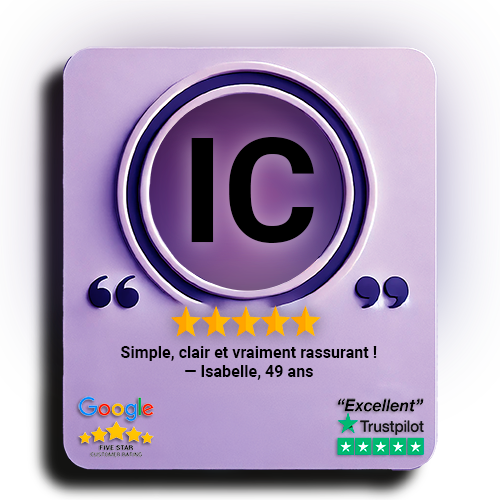 IC
“ ”
Simple, clair et vraiment rassurant !
— Isabelle, 49 ans
Google
FIVE STAR
CUSTOMER RATING
“Excellent”
Trustpilot